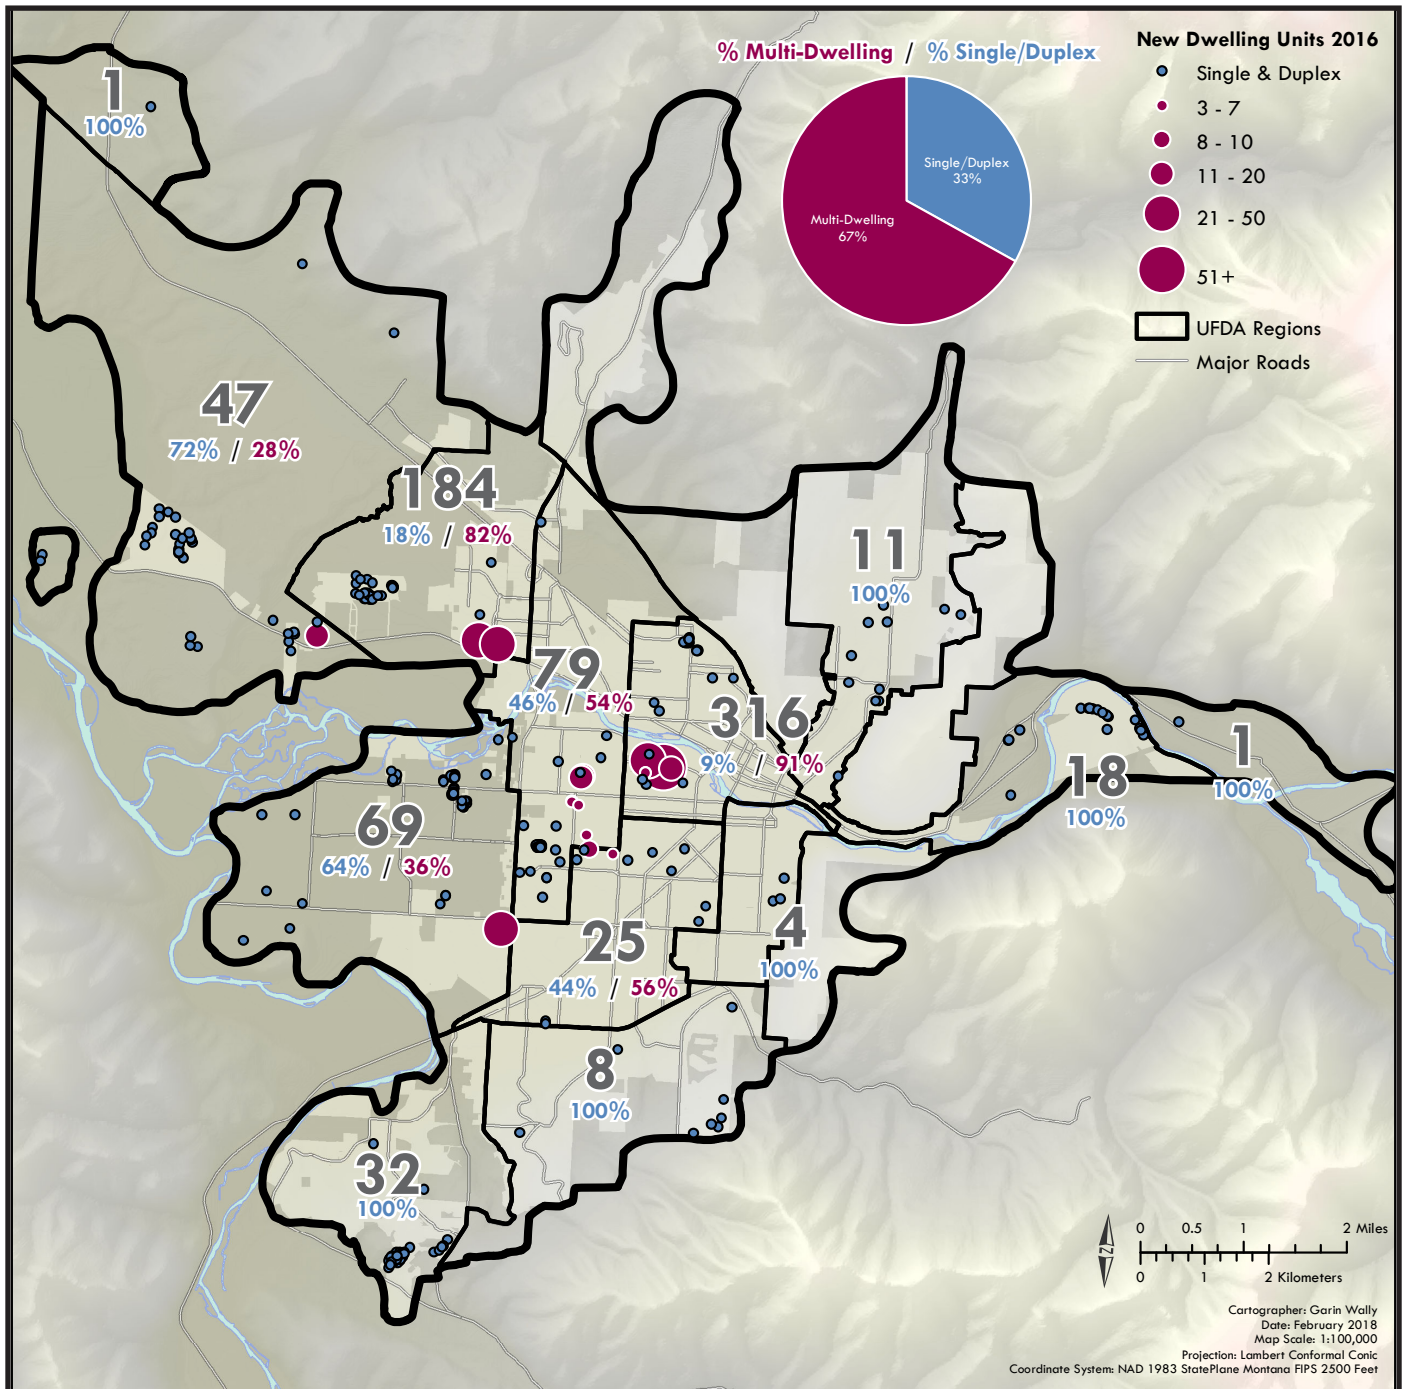 % Multi-Dwelling / % Single/Duplex
Single/Duplex
33%
Multi-Dwelling
67%
New Dwelling Units 2016
Single & Duplex
3 - 7
8 - 10
11 - 20
21 - 50
51+
UFDA Regions
Major Roads
1
100%
47
72% / 28%
184
18% / 82%
11
100%
79
46% / 54%
316
9% / 91%
1
100%
18
100%
69
64% / 36%
25
44% / 56%
4
100%
8
100%
32
100%
N
0 0.5 1 2 Miles
0 1 2 Kilometers
Cartographer: Garin Wally
Date: February 2018
Map Scale: 1:100,000
Projection: Lambert Conformal Conic
Coordinate System: NAD 1983 StatePlane Montana FIPS 2500 Feet